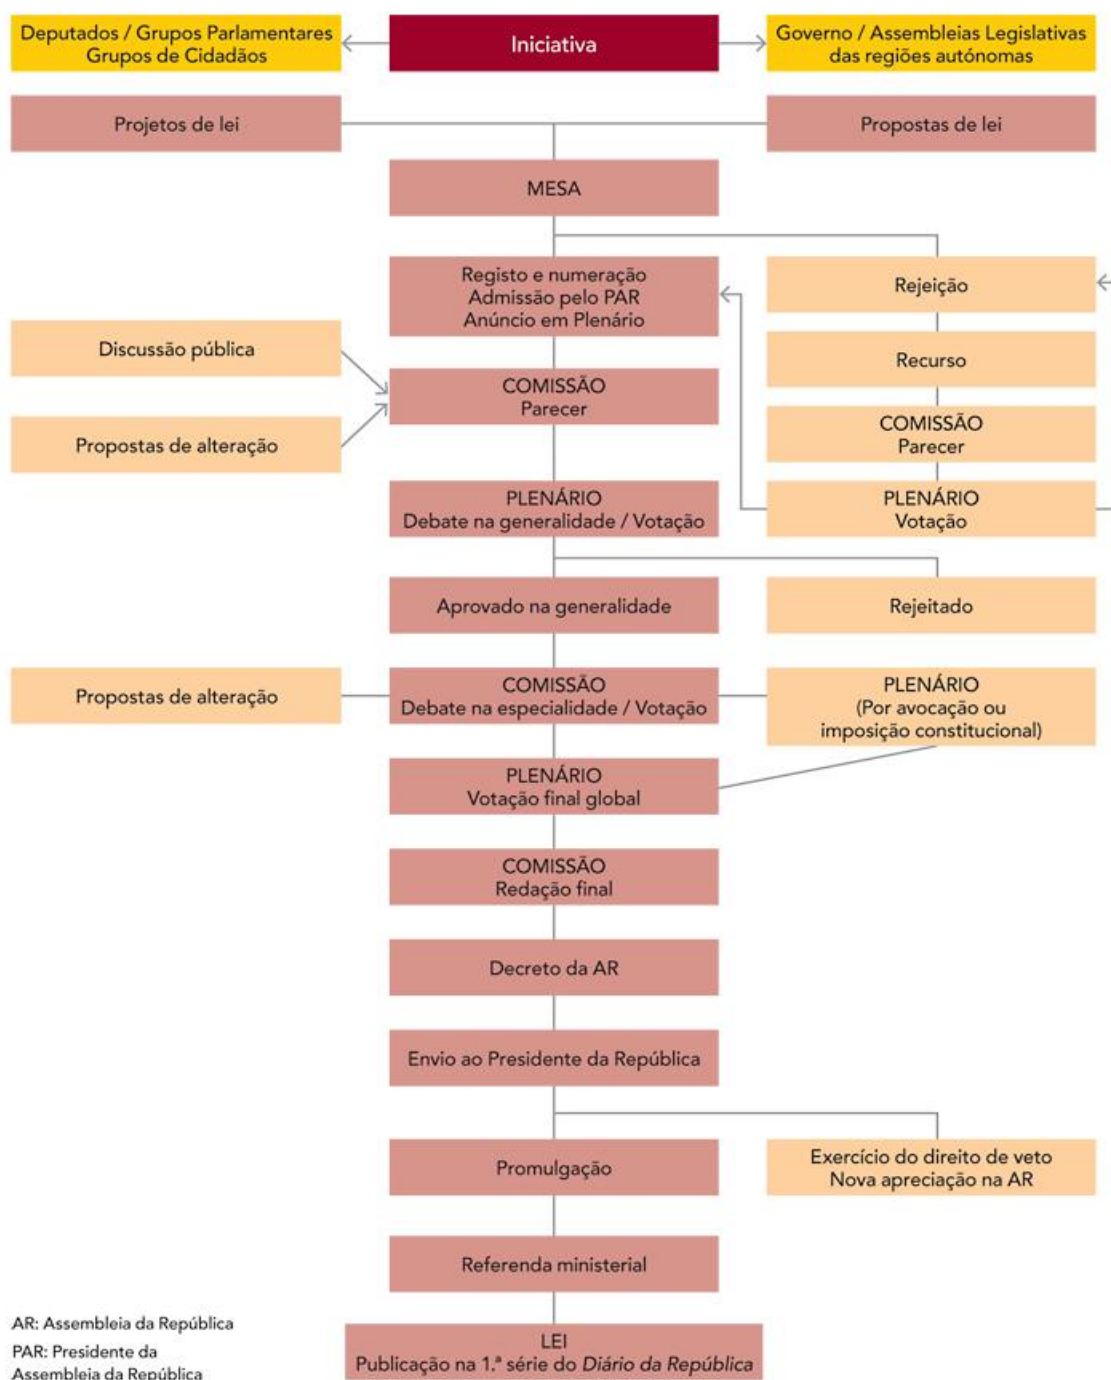 Deputados / Grupos Parlamentares
Grupos de Cidadãos
Iniciativa
Governo / Assembleias Legislativas
das regiões autónomas
Projetos de lei
Propostas de lei
MESA
Registo e numeração
Admissão pelo PAR
Anúncio em Plenário
Rejeição
Discussão pública
Recurso
COMISSÃO
Parecer
Propostas de alteração
COMISSÃO
Parecer
PLENÁRIO
Debate na generalidade / Votação
PLENÁRIO
Votação
Aprovado na generalidade
Rejeitado
Propostas de alteração
COMISSÃO
Debate na especialidade / Votação
PLENÁRIO
(Por avocação ou
imposição constitucional)
PLENÁRIO
Votação final global
COMISSÃO
Redação final
Decreto da AR
Envio ao Presidente da República
Promulgação
Exercício do direito de veto
Nova apreciação na AR
Referenda ministerial
AR: Assembleia da República
PAR: Presidente da
Assembleia da República
LEI
Publicação na 1.ª série do Diário da República